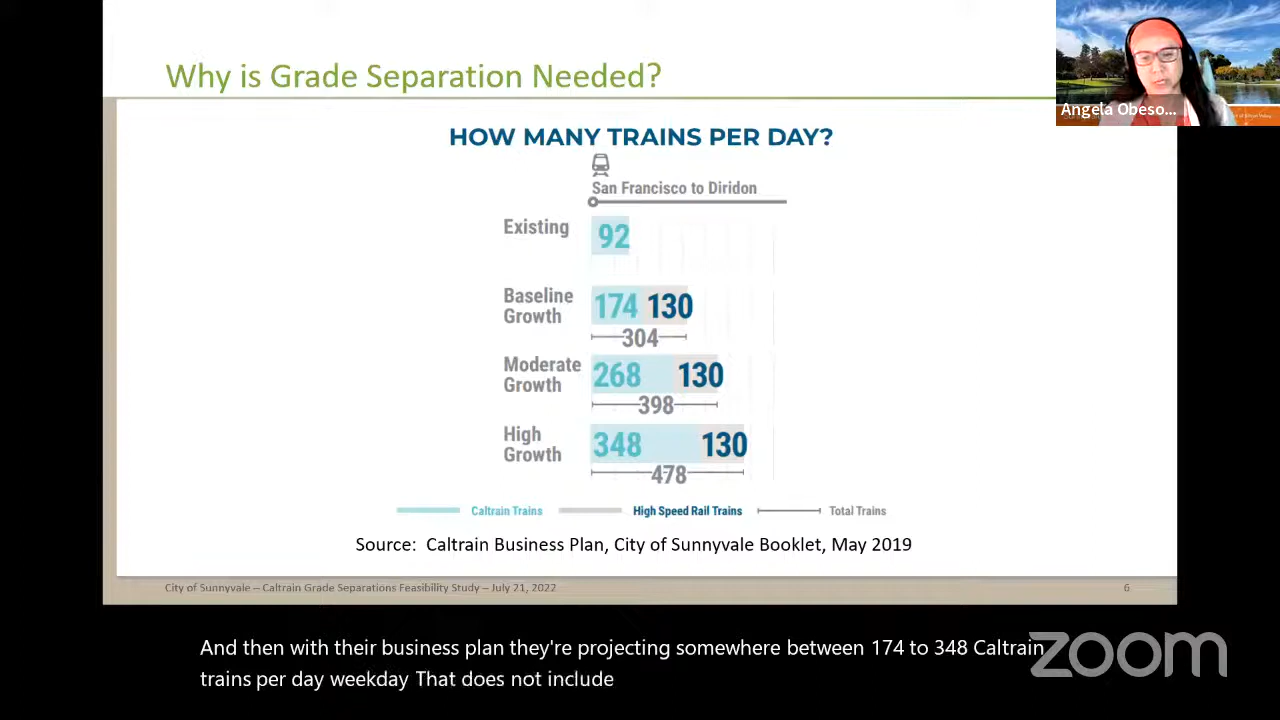 Why is Grade Separation Needed?
Angela Obeso...
HOW MANY TRAINS PER DAY?
San Francisco to Diridon
Existing
92
Baseline
Growth
174 130
304
Moderate
Growth
268 130
398
High
Growth
348 130
478
Caltrain Trains High Speed Rail Trains Total Trains
Source: Caltrain Business Plan, City of Sunnyvale Booklet, May 2019
City of Sunnyvale – Caltrain Grade Separations Feasibility Study – July 21, 2022 6
And then with their business plan they're projecting somewhere between 174 to 348 Caltrain
trains per day weekday That does not include
zoom